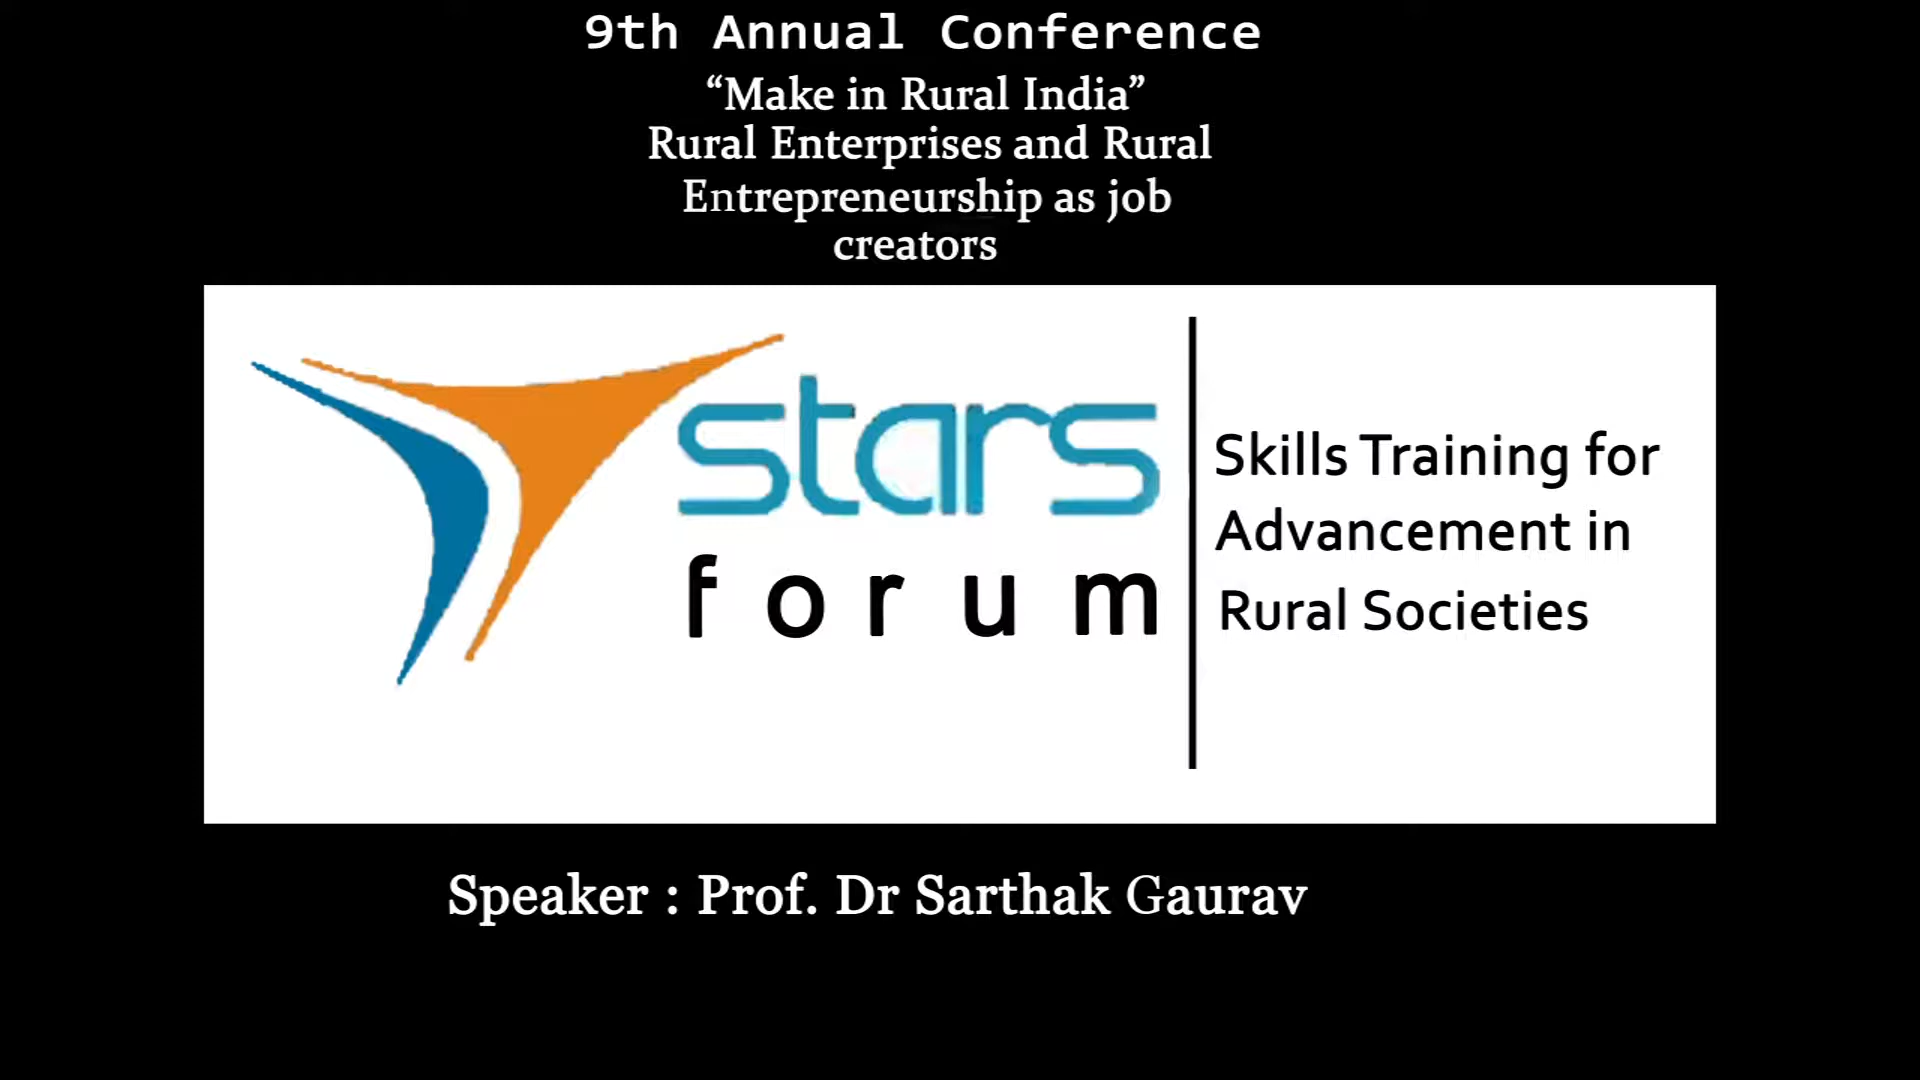 9th Annual Conference
“Make in Rural India”
Rural Enterprises and Rural
Entrepreneurship as job
creators
stars
forum
Skills Training for
Advancement in
Rural Societies
Speaker : Prof. Dr Sarthak Gaurav